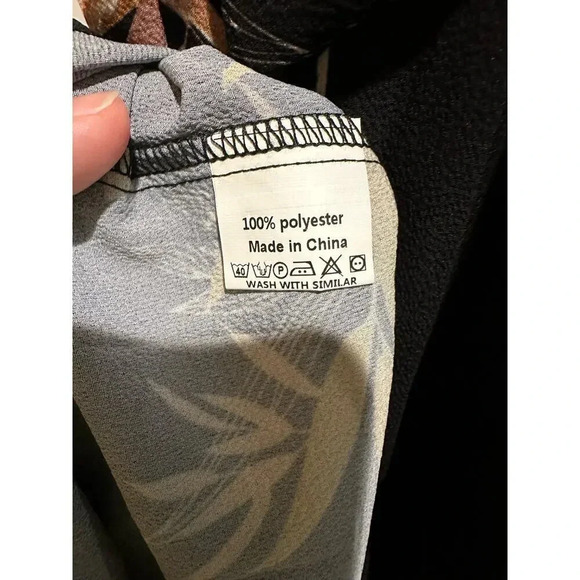 100% polyester
Made in China
40 P
WASH WITH SIMILAR